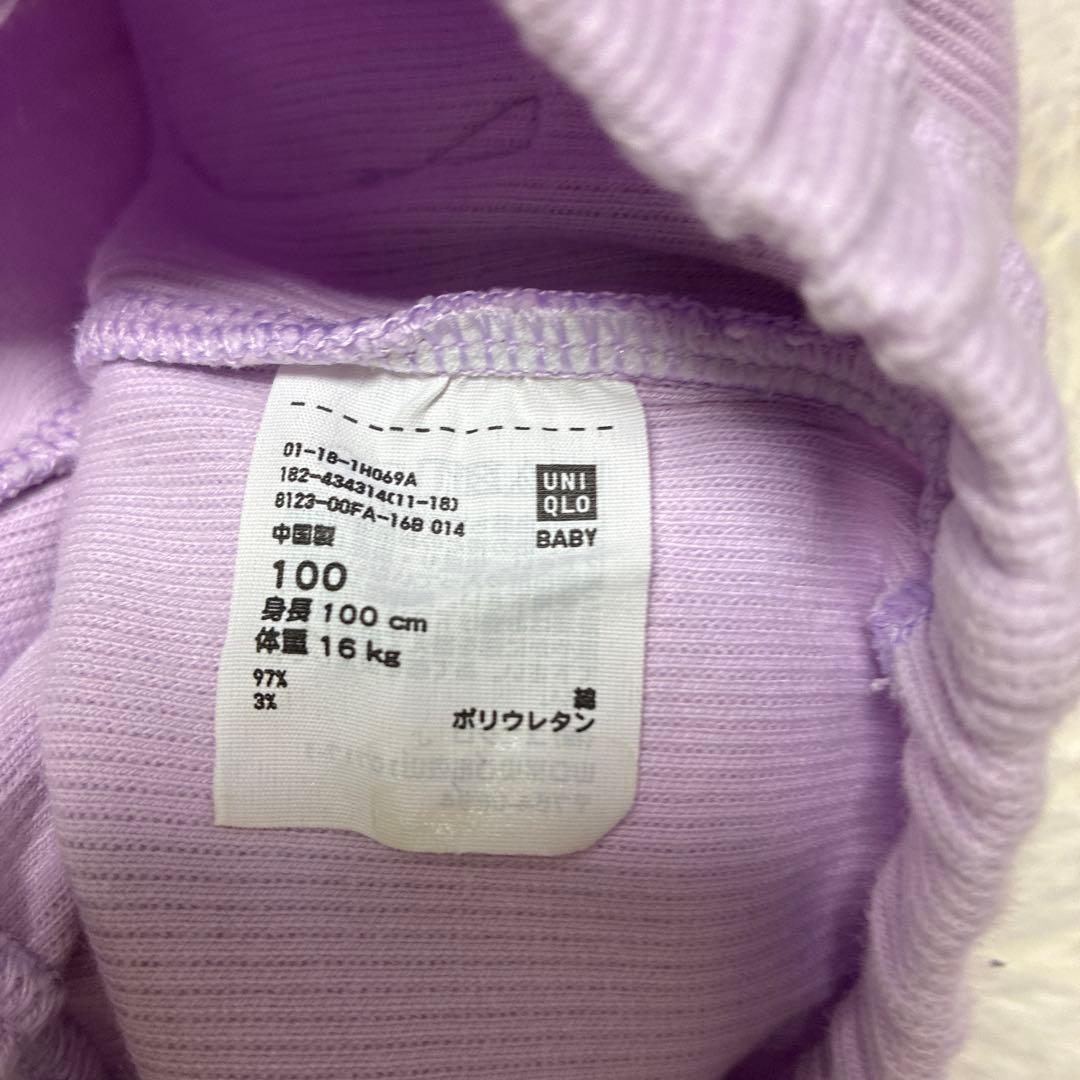 01-18-1H069A
182-434314(11-18)
8123-00FA-16B 014
中国製
100
身長 100 cm
体重 16 kg
97% 綿
3% ポリウレタン
UNI
QLO
BABY